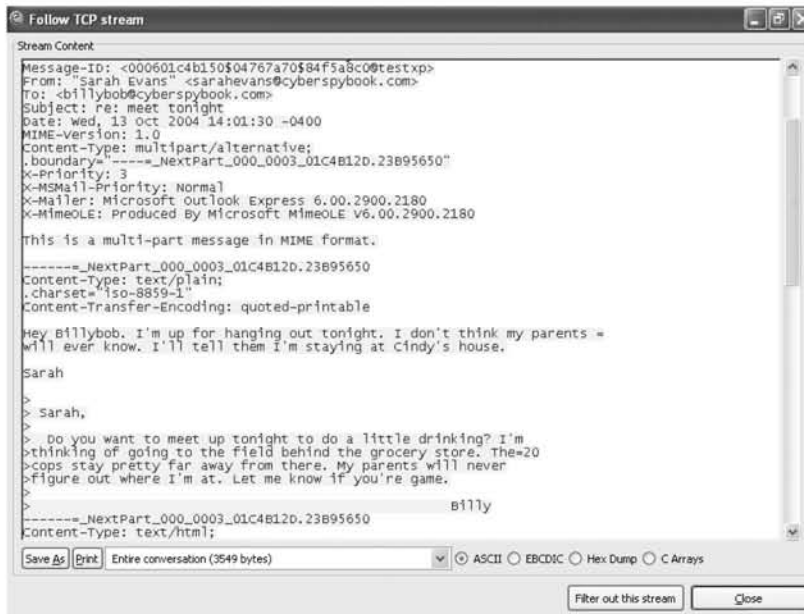 Follow TCP stream
Stream Content
Message-ID: <000601c4b150$04767a70$84f5a8c0@testxp>
From: "Sarah Evans" <sarahevans@cyberspybook.com>
To: <billybob@cyberspybook.com>
Subject: re: meet tonight
Date: Wed, 13 Oct 2004 14:01:30 -0400
MIME-Version: 1.0
Content-Type: multipart/alternative;
.boundary="----=_NextPart_000_0003_01C4B12D.23B95650"
X-Priority: 3
X-MSMail-Priority: Normal
X-Mailer: Microsoft Outlook Express 6.00.2900.2180
X-MimeOLE: Produced By Microsoft MimeOLE V6.00.2900.2180
This is a multi-part message in MIME format.
------=_NextPart_000_0003_01C4B12D.23B95650
Content-Type: text/plain;
.charset="iso-8859-1"
Content-Transfer-Encoding: quoted-printable
Hey Billybob. I'm up for hanging out tonight. I don't think my parents =
will ever know. I'll tell them I'm staying at Cindy's house.
Sarah
>
> Sarah,
>
>  Do you want to meet up tonight to do a little drinking? I'm
>thinking of going to the field behind the grocery store. The=20
>cops stay pretty far away from there. My parents will never
>figure out where I'm at. Let me know if you're game.
>
> Billy
------=_NextPart_000_0003_01C4B12D.23B95650
Content-Type: text/html;
Save As Print Entire conversation (3549 bytes) ASCII EBCDIC Hex Dump C Arrays
Filter out this stream Close